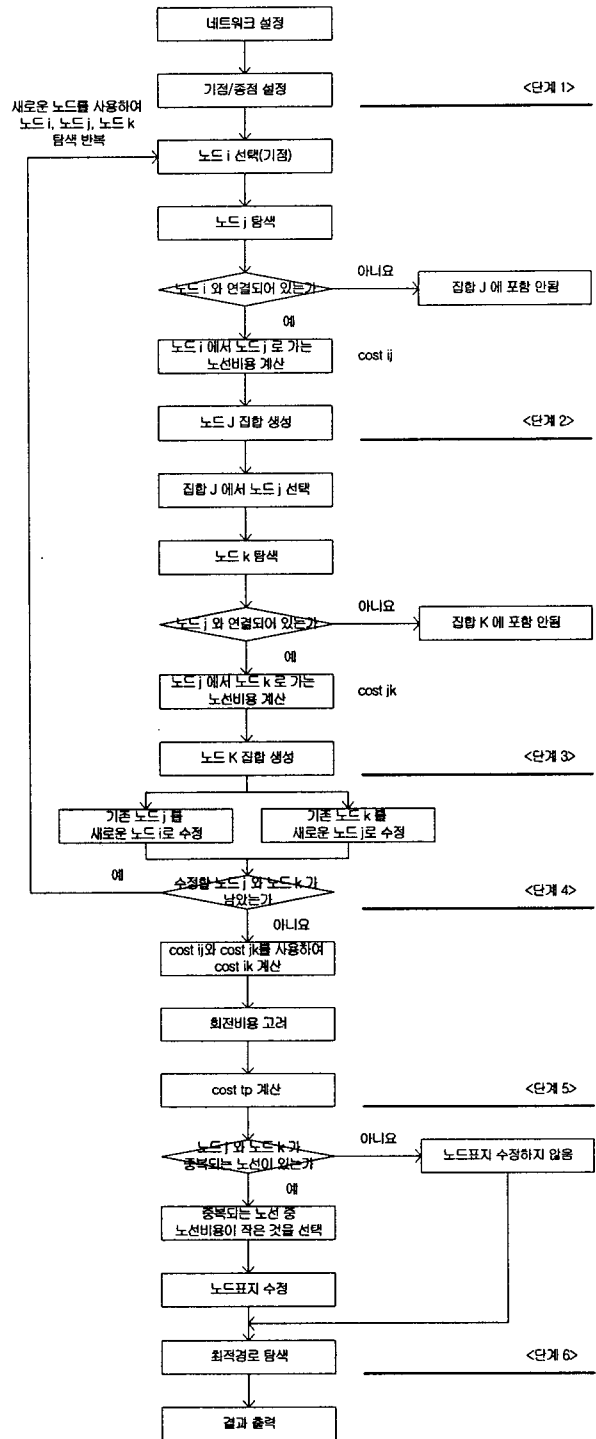 네트워크 설정
기점/종점 설정
<단계 1>
새로운 노드를 사용하여
노드 i, 노드 j, 노드 k
탐색 반복
노드 i 선택(기점)
노드 j 탐색
노드 i 와 연결되어 있는가
아니요
집합 J 에 포함 안됨
예
노드 i 에서 노드 j 로 가는
노선비용 계산
cost ij
노드 J 집합 생성
<단계 2>
집합 J 에서 노드 j 선택
노드 k 탐색
노드 j 와 연결되어 있는가
아니요
집합 K 에 포함 안됨
예
노드 j 에서 노드 k 로 가는
노선비용 계산
cost jk
노드 K 집합 생성
<단계 3>
기존 노드 j 를
새로운 노드 i로 수정
기존 노드 k 를
새로운 노드 j로 수정
예
수정할 노드 j 와 노드 k 가
남았는가
<단계 4>
아니요
cost ij와 cost jk를 사용하여
cost ik 계산
회전비용 고려
cost tp 계산
<단계 5>
노드 j 와 노드 k 가
중복되는 노선이 있는가
아니요
노드표지 수정하지 않음
예
중복되는 노선 중
노선비용이 작은 것을 선택
노드표지 수정
최적경로 탐색
<단계 6>
결과 출력